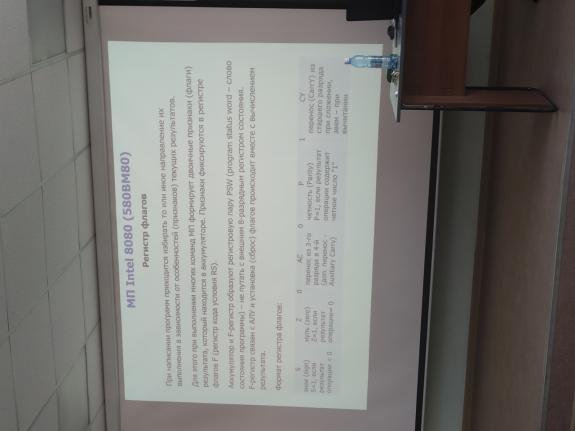 МП Intel 8080 (580ВМ80)
Регистр флагов
При написании программ приходится избирать то или иное направление их
выполнения в зависимости от особенностей (признаков) текущих результатов.
Для этого при выполнении многих команд МП формирует двоичные признаки (флаги)
результата, который находится в аккумуляторе. Признаки фиксируются в регистре
флагов F (регистр кода условия RS).
Аккумулятор и F-регистр образуют регистровую пару PSW (program status word – слово
состояния программы) – не путать с внешним 8-разрядным регистром состояния.
F-регистр связан с АЛУ и установка (сброс) флагов происходит вместе с вычислением
результата.
Формат регистра флагов:
S Z 0 AC 0 P 1 CY
знак (sign) S=1, если результат операции < 0
нуль (zero) Z=1, если результат операции= 0
перенос из 3-го разряда в 4-й (доп. перенос - Auxiliary Carry)
четность (Parity) P=1, если результат операции содержит четное число "1"
перенос (CarrY) из старшего разряда при сложении, заем – при вычитании